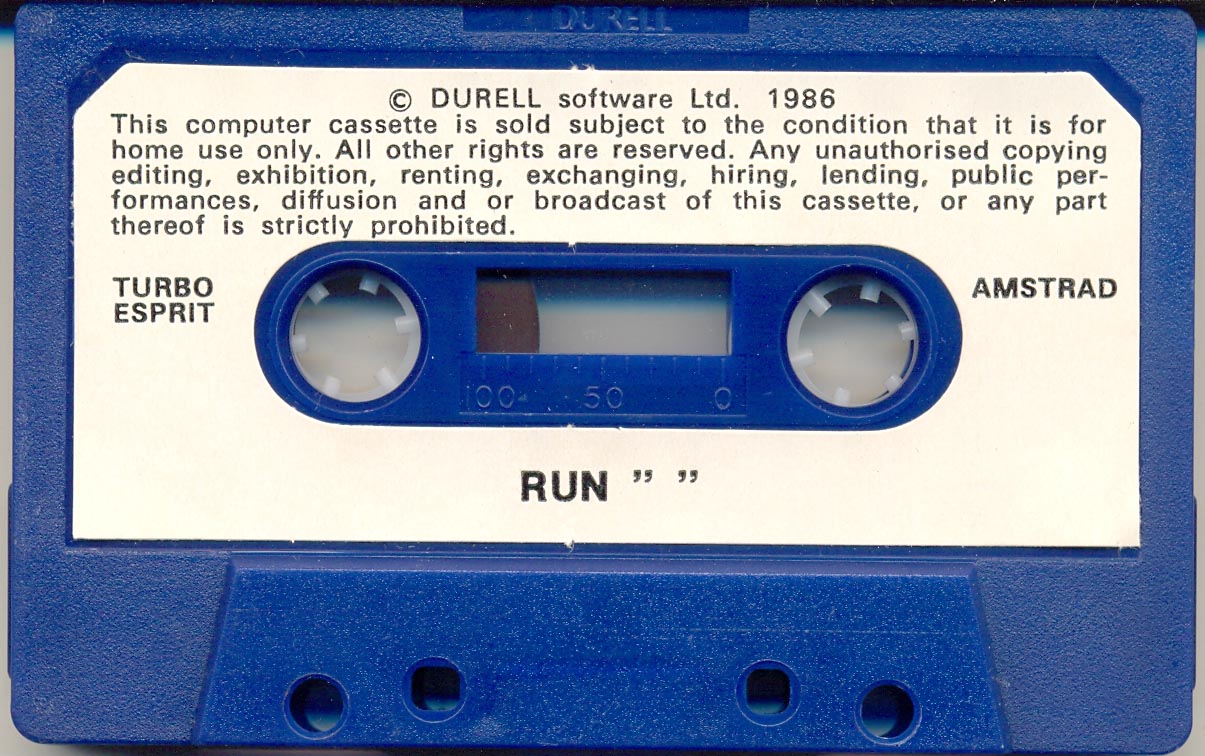 DURELL
© DURELL software Ltd. 1986
This computer cassette is sold subject to the condition that it is for
home use only. All other rights are reserved. Any unauthorised copying
editing, exhibition, renting, exchanging, hiring, lending, public per-
formances, diffusion and or broadcast of this cassette, or any part
thereof is strictly prohibited.
TURBO
ESPRIT
AMSTRAD
100 50 0
RUN ” ”